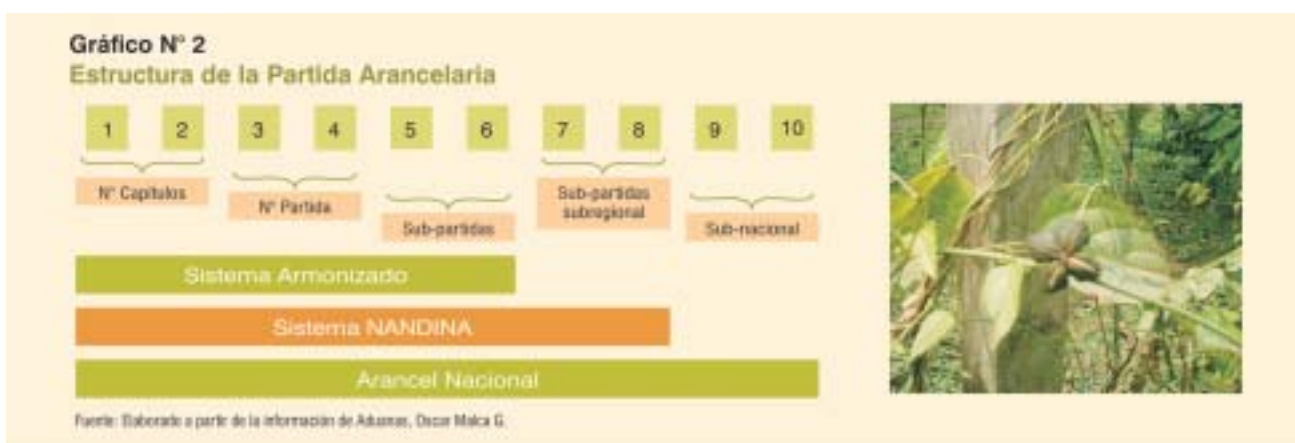 Gráfico N° 2
Estructura de la Partida Arancelaria
1 2 3 4 5 6 7 8 9 10
N° Capítulos
N° Partida
Sub-partidas
Sub-partidas
subregional
Sub-nacional
Sistema Armonizado
Sistema NANDINA
Arancel Nacional
Fuente: Elaborado a partir de la información de Aduanas, Oscar Malca G.